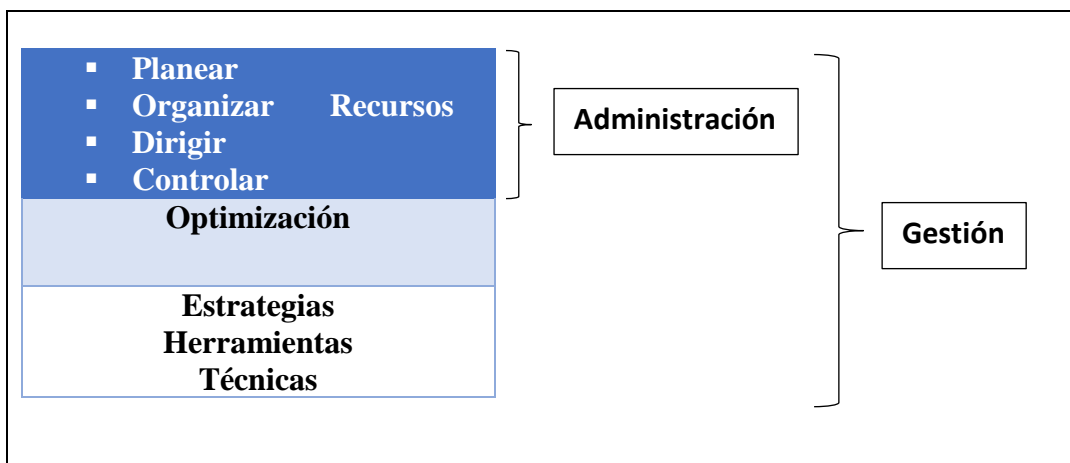 ▪ Planear
▪ Organizar Recursos
▪ Dirigir
▪ Controlar
Administración
Optimización
Gestión
Estrategias
Herramientas
Técnicas